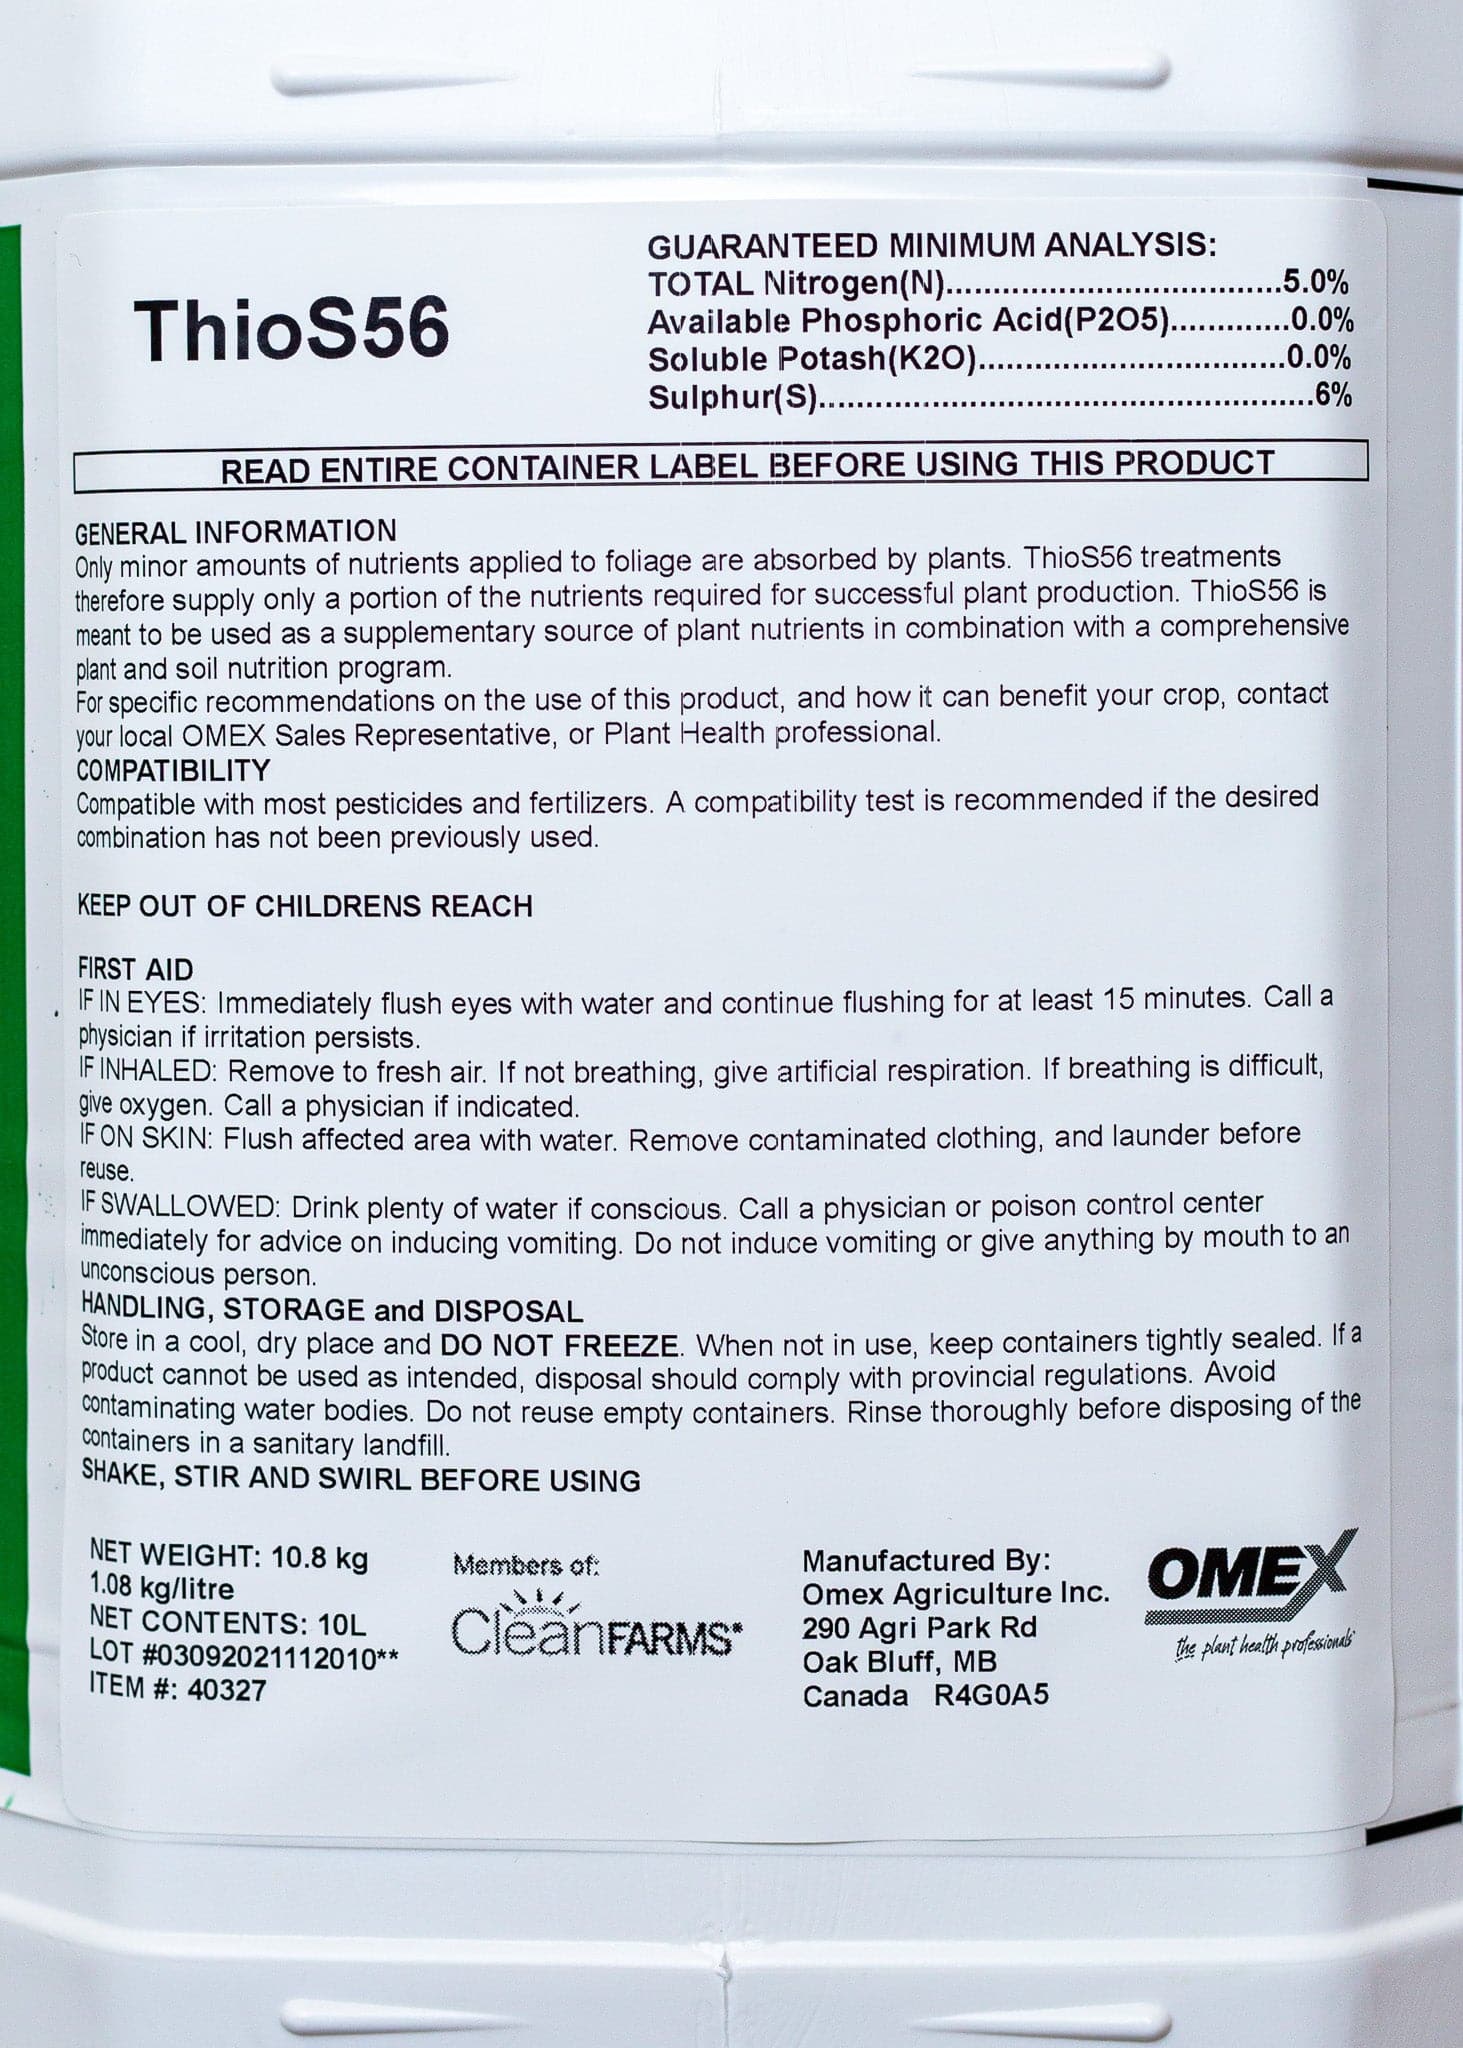 ThioS56
GUARANTEED MINIMUM ANALYSIS:
TOTAL Nitrogen(N)....................................5.0%
Available Phosphoric Acid(P2O5).............0.0%
Soluble Potash(K2O).................................0.0%
Sulphur(S).....................................................6%
READ ENTIRE CONTAINER LABEL BEFORE USING THIS PRODUCT
GENERAL INFORMATION
Only minor amounts of nutrients applied to foliage are absorbed by plants. ThioS56 treatments
therefore supply only a portion of the nutrients required for successful plant production. ThioS56 is
meant to be used as a supplementary source of plant nutrients in combination with a comprehensive
plant and soil nutrition program.
For specific recommendations on the use of this product, and how it can benefit your crop, contact
your local OMEX Sales Representative, or Plant Health professional.
COMPATIBILITY
Compatible with most pesticides and fertilizers. A compatibility test is recommended if the desired
combination has not been previously used.
KEEP OUT OF CHILDRENS REACH
FIRST AID
IF IN EYES: Immediately flush eyes with water and continue flushing for at least 15 minutes. Call a
physician if irritation persists.
IF INHALED: Remove to fresh air. If not breathing, give artificial respiration. If breathing is difficult,
give oxygen. Call a physician if indicated.
IF ON SKIN: Flush affected area with water. Remove contaminated clothing, and launder before
reuse.
IF SWALLOWED: Drink plenty of water if conscious. Call a physician or poison control center
immediately for advice on inducing vomiting. Do not induce vomiting or give anything by mouth to an
unconscious person.
HANDLING, STORAGE and DISPOSAL
Store in a cool, dry place and DO NOT FREEZE. When not in use, keep containers tightly sealed. If a
product cannot be used as intended, disposal should comply with provincial regulations. Avoid
contaminating water bodies. Do not reuse empty containers. Rinse thoroughly before disposing of the
containers in a sanitary landfill.
SHAKE, STIR AND SWIRL BEFORE USING
NET WEIGHT: 10.8 kg
1.08 kg/litre
NET CONTENTS: 10L
LOT #03092021112010**
ITEM #: 40327
Members of:
CleanFARMS®
Manufactured By:
Omex Agriculture Inc.
290 Agri Park Rd
Oak Bluff, MB
Canada R4G0A5
OMEX
the plant health professionals